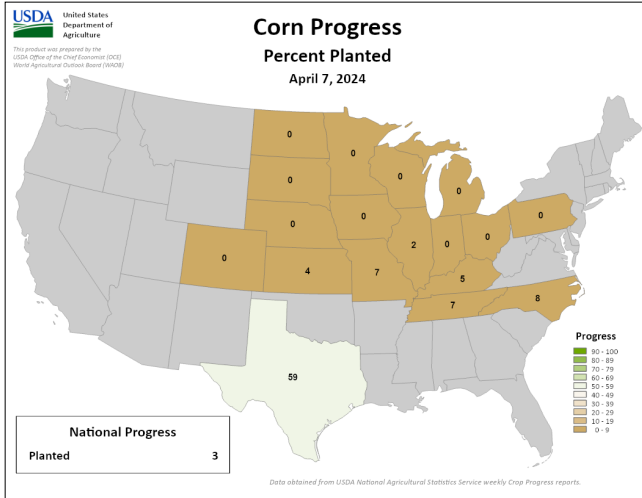 USDA
United States
Department of
Agriculture
This product was prepared by the
USDA Office of the Chief Economist (OCE)
World Agricultural Outlook Board (WAOB)
Corn Progress
Percent Planted
April 7, 2024
0
0
0
0
0
0
0
0
0
2
0
0
0
4
7
5
7
8
59
Progress
90 - 100
80 - 89
70 - 79
60 - 69
50 - 59
40 - 49
30 - 39
20 - 29
10 - 19
0 - 9
National Progress
Planted 3
Data obtained from USDA National Agricultural Statistics Service weekly Crop Progress reports.